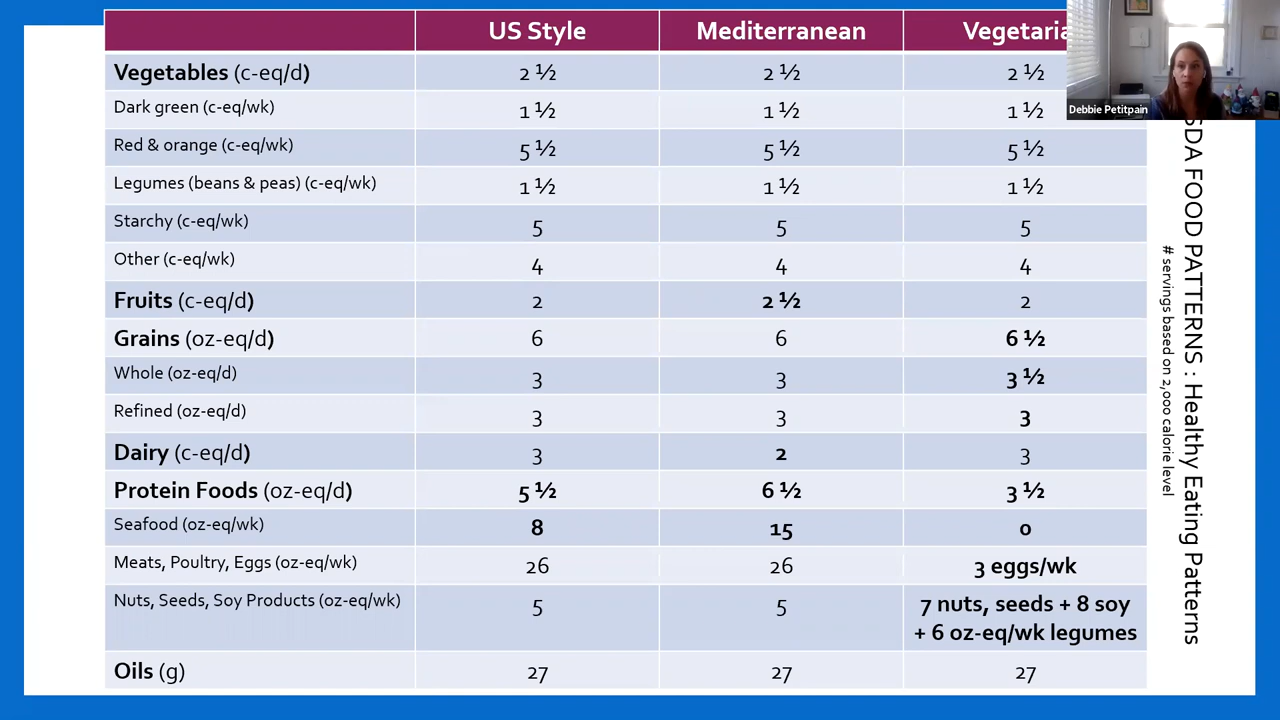 US Style Mediterranean
Debbie Petitpain
Vegetables (c-eq/d) 2 ½ 2 ½ 2 ½
Dark green (c-eq/wk) 1 ½ 1 ½ 1 ½
Red & orange (c-eq/wk) 5 ½ 5 ½ 5 ½
Legumes (beans & peas) (c-eq/wk) 1 ½ 1 ½ 1 ½
Starchy (c-eq/wk) 5 5 5
Other (c-eq/wk) 4 4 4
Fruits (c-eq/d) 2 2 ½ 2
Grains (oz-eq/d) 6 6 6 ½
Whole (oz-eq/d) 3 3 3 ½
Refined (oz-eq/d) 3 3 3
Dairy (c-eq/d) 3 2 3
Protein Foods (oz-eq/d) 5 ½ 6 ½ 3 ½
Seafood (oz-eq/wk) 8 15 0
Meats, Poultry, Eggs (oz-eq/wk) 26 26 3 eggs/wk
Nuts, Seeds, Soy Products (oz-eq/wk) 5 5 7 nuts, seeds + 8 soy
+ 6 oz-eq/wk legumes
Oils (g) 27 27 27
FOOD PATTERNS : Healthy Eating Patterns
# servings based on 2,000 calorie level